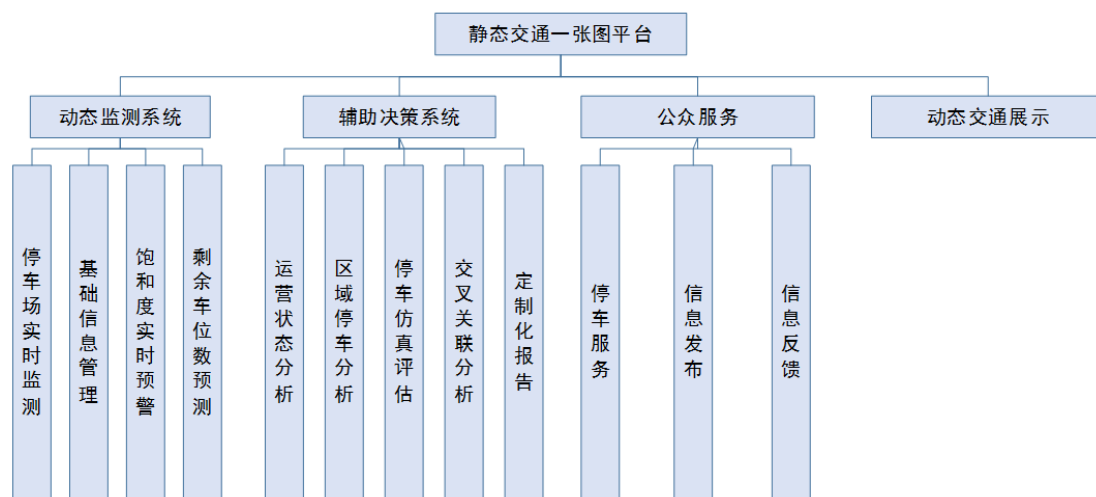 静态交通一张图平台
动态监测系统
辅助决策系统
公众服务
动态交通展示
停车场实时监测
基础信息管理
饱和度实时预警
剩余车位数预测
运营状态分析
区域停车分析
停车仿真评估
交叉关联分析
定制化报告
停车服务
信息发布
信息反馈